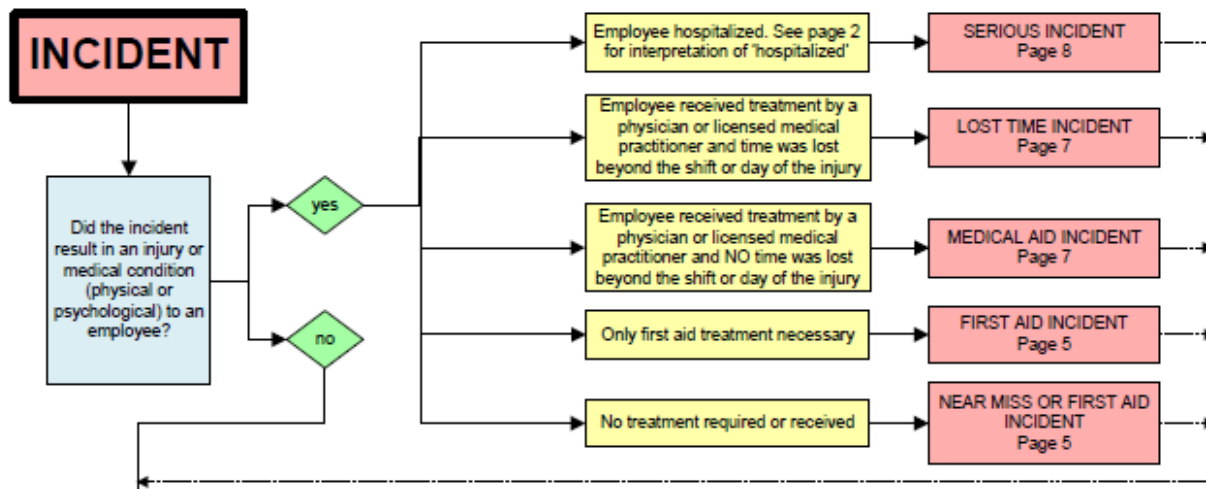 INCIDENT
Employee hospitalized. See page 2
for interpretation of 'hospitalized'
SERIOUS INCIDENT
Page 8
Employee received treatment by a
physician or licensed medical
practitioner and time was lost
beyond the shift or day of the injury
LOST TIME INCIDENT
Page 7
Did the incident
result in an injury or
medical condition
(physical or
psychological) to an
employee?
yes
no
Employee received treatment by a
physician or licensed medical
practitioner and NO time was lost
beyond the shift or day of the injury
MEDICAL AID INCIDENT
Page 7
Only first aid treatment necessary
FIRST AID INCIDENT
Page 5
No treatment required or received
NEAR MISS OR FIRST AID
INCIDENT
Page 5